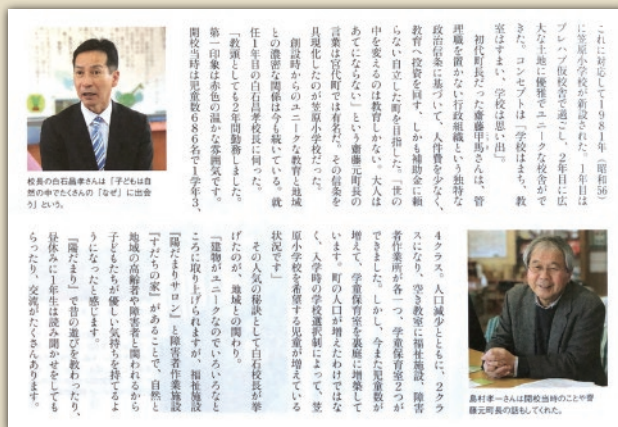 これに対応して1981年(昭和56)
に笠原小学校が新設された。1年目は
プレハブ仮校舎で過ごし、2年目に広
大な土地に優雅でユニークな校舎がで
きた。コンセプトは「学校はまち、教
室はすまい、学校は思い出」。
初代町長だった齋藤甲馬さんは、管
理職を置かない行政組織という独特な
政治信条に基づいて、人件費を少なく、
教育へ投資を回す、しかも補助金に頼
らない自立した町を目指した。「世の
中を変えるのは教育しかない。大人は
あてにならない」という齋藤元町長の
言葉は宮代町では有名だ。その信条を
具現化したのが笠原小学校だった。
創設時からのユニークな教育と地域
との濃密な関係は今も続いている。就
任1年目の白石昌孝校長に伺った。
「教頭としても2年間勤務しました。
第一印象は赤色の温かな雰囲気です。
開校当時は児童数686名で1学年3、
校長の白石昌孝さんは「子どもは自
然の中でたくさんの『なぜ』に出会
う」という。
4クラス。人口減少とともに、2クラ
スになり、空き教室に福祉施設、障害
者作業所が各一つ、学童保育室2つが
できました。しかし、今また児童数が
増えて、学童保育室を裏庭に増築して
います。町の人口が増えたわけではな
く、入学時の学校選択制によって、笠
原小学校を希望する児童が増えている
状況です」
その人気の秘訣として白石校長が挙
げたのが、地域との関わり。
「建物がユニークなのでいろいろなと
ころに取り上げられますが、福祉施設
『陽だまりサロン』と障害者作業施設
『すだちの家』があることで、自然と
地域の高齢者や障害者と関われるから
子どもたちが優しい気持ちを持てるよ
うになったと感じます。
『陽だまり』で昔の遊びを教わったり、
昼休みに1年生は読み聞かせをしても
らったり、交流がたくさんあります。
島村孝一さんは開校当時のことや齋
藤元町長の話もしてくれた。